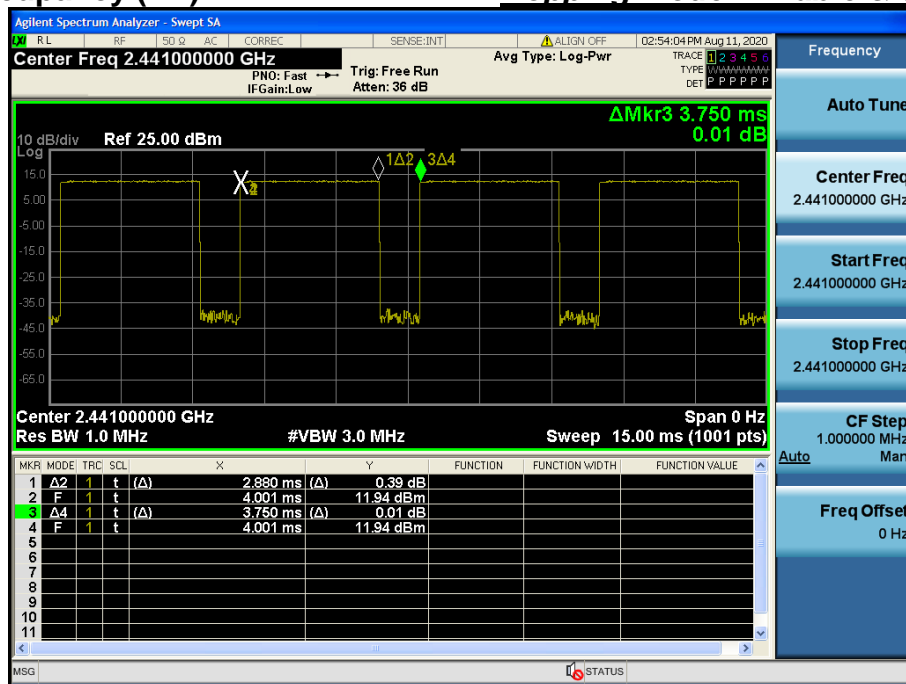 Agilent Spectrum Analyzer - Swept SA
LXI RL RF 50 Ω AC CORREC SENSE:INT ALIGN OFF 02:54:04 PM Aug 11, 2020
Center Freq 2.441000000 GHz
PNO: Fast
IFGain:Low
Trig: Free Run
Atten: 36 dB
Avg Type: Log-Pwr
TRACE 1 2 3 4 5 6
TYPE
DET P P P P P P
ΔMkr3 3.750 ms
0.01 dB
10 dB/div Ref 25.00 dBm
Log
1Δ2 3Δ4
15.0
5.00
-5.00
-15.0
-25.0
-35.0
-45.0
-55.0
-65.0
Center 2.441000000 GHz Span 0 Hz
Res BW 1.0 MHz #VBW 3.0 MHz Sweep 15.00 ms (1001 pts)
MKR MODE TRC SCL X Y FUNCTION FUNCTION WIDTH FUNCTION VALUE
1 Δ2 1 t (Δ) 2.880 ms (Δ) 0.39 dB
2 F 1 t 4.001 ms 11.94 dBm
3 Δ4 1 t (Δ) 3.750 ms (Δ) 0.01 dB
4 F 1 t 4.001 ms 11.94 dBm
5
6
7
8
9
10
11
MSG STATUS
Frequency
Auto Tune
Center Freq
2.441000000 GHz
Start Freq
2.441000000 GHz
Stop Freq
2.441000000 GHz
CF Step
1.000000 MHz
Auto Man
Freq Offset
0 Hz